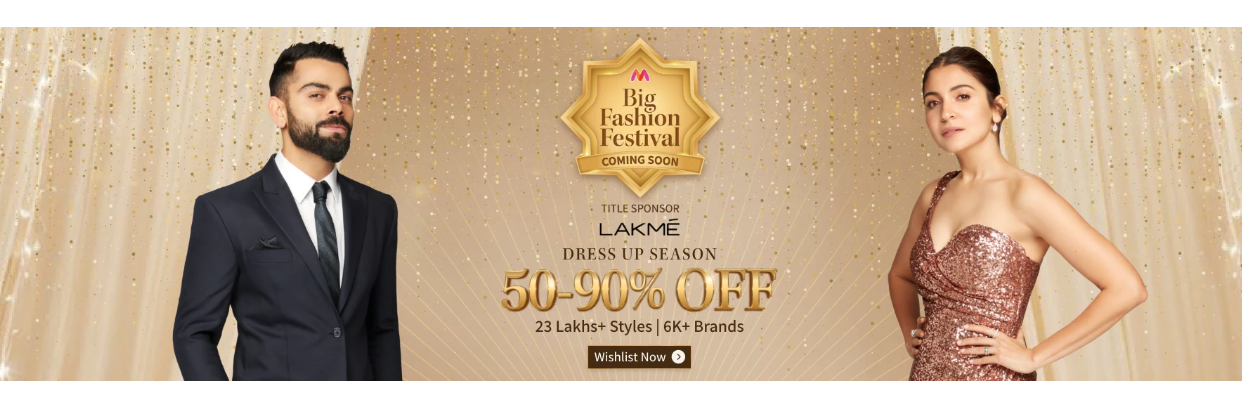 Big
Fashion
Festival
COMING SOON
TITLE SPONSOR
LAKMÉ
DRESS UP SEASON
50-90% OFF
23 Lakhs+ Styles | 6K+ Brands
Wishlist Now